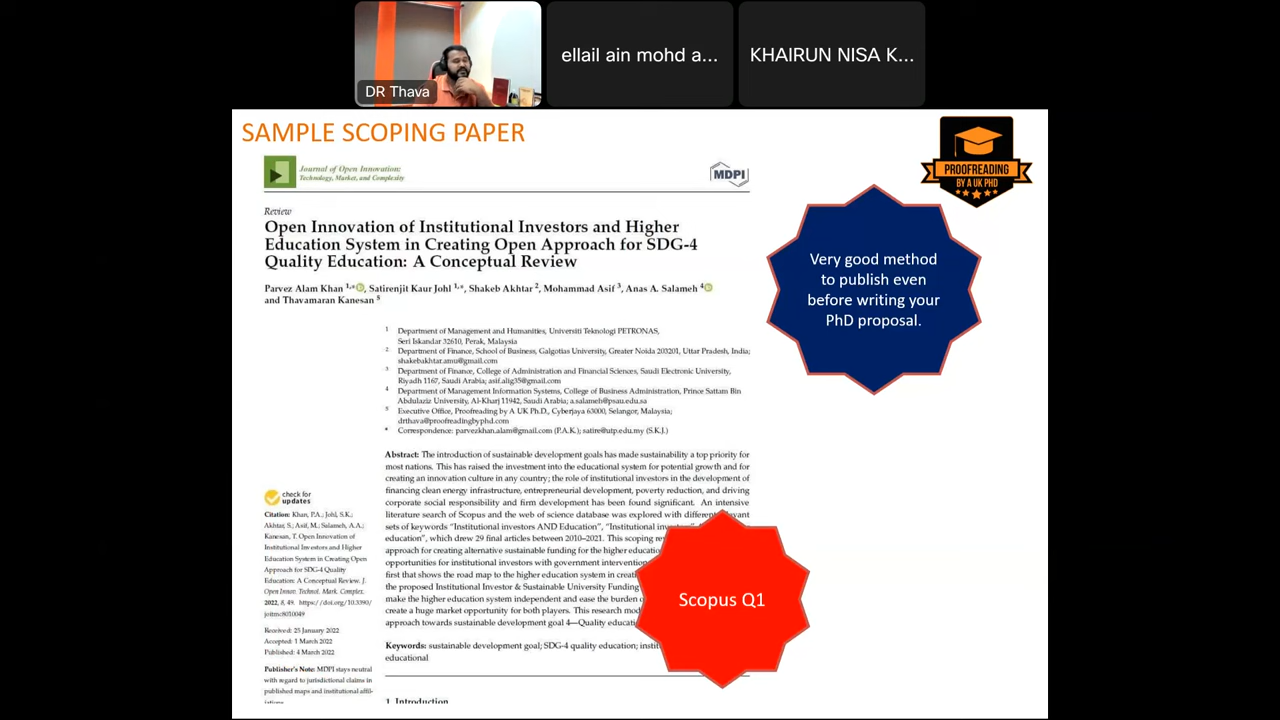 DR Thava
ellail ain mohd a...
KHAIRUN NISA K...
SAMPLE SCOPING PAPER
PROOFREADING
BY A UK PHD
Journal of Open Innovation:
Technology, Market, and Complexity
MDPI
Review
Open Innovation of Institutional Investors and Higher
Education System in Creating Open Approach for SDG-4
Quality Education: A Conceptual Review
Parvez Alam Khan 1,*, Satirenjit Kaur Johl 1,*, Shakeb Akhtar 2, Mohammad Asif 3, Anas A. Salameh 4
and Thavamaran Kanesan 5
1 Department of Management and Humanities, Universiti Teknologi PETRONAS,
Seri Iskandar 32610, Perak, Malaysia
2 Department of Finance, School of Business, Galgotias University, Greater Noida 203201, Uttar Pradesh, India;
shakebakhtar.amu@gmail.com
3 Department of Finance, College of Administration and Financial Sciences, Saudi Electronic University,
Riyadh 1167, Saudi Arabia; asif.alig35@gmail.com
4 Department of Management Information Systems, College of Business Administration, Prince Sattam Bin
Abdulaziz University, Al-Kharj 11942, Saudi Arabia; a.salameh@psau.edu.sa
5 Executive Office, Proofreading by A UK Ph.D., Cyberjaya 63000, Selangor, Malaysia;
drthava@proofreadingbyphd.com
* Correspondence: parvezkhan.alam@gmail.com (P.A.K.); satire@utp.edu.my (S.K.J.)
Abstract: The introduction of sustainable development goals has made sustainability a top priority for
most nations. This has raised the investment into the educational system for potential growth and for
creating an innovation culture in any country; the role of institutional investors in the development of
financing clean energy infrastructure, entrepreneurial development, poverty reduction, and driving
corporate social responsibility and firm development has been found significant. An intensive
literature search of Scopus and the web of science database was explored with different
sets of keywords “Institutional investors AND Education”, “Institutional
education”, which drew 29 final articles between 2010–2021. This scoping
approach for creating alternative sustainable funding for the higher
opportunities for institutional investors with government
first that shows the road map to the higher education system in
the proposed Institutional Investor & Sustainable University Funding
make the higher education system independent and ease the burden
create a huge market opportunity for both players. This research
approach towards sustainable development goal 4—Quality
Keywords: sustainable development goal; SDG-4 quality education;
educational
1. Introduction
check for
updates
Citation: Khan, P.A.; Johl, S.K.;
Akhtar, S.; Asif, M.; Salameh, A.A.;
Kanesan, T. Open Innovation of
Institutional Investors and Higher
Education System in Creating Open
Approach for SDG-4 Quality
Education: A Conceptual Review. J.
Open Innov. Technol. Mark. Complex.
2022, 8, 49. https://doi.org/10.3390/
joitmc8010049
Received: 25 January 2022
Accepted: 1 March 2022
Published: 4 March 2022
Publisher's Note: MDPI stays neutral
with regard to jurisdictional claims in
published maps and institutional affil-
iations.
Very good method
to publish even
before writing your
PhD proposal.
Scopus Q1